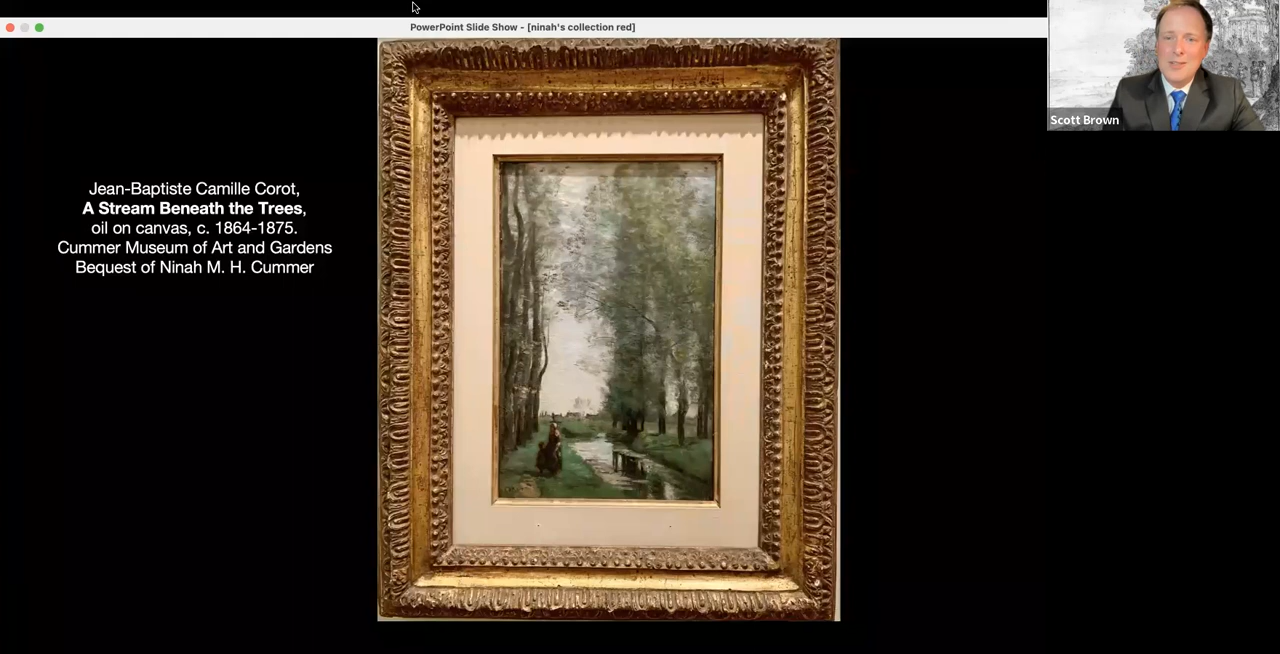 PowerPoint Slide Show - [ninah's collection red]
Scott Brown
Jean-Baptiste Camille Corot,
A Stream Beneath the Trees,
oil on canvas, c. 1864-1875.
Cummer Museum of Art and Gardens
Bequest of Ninah M. H. Cummer